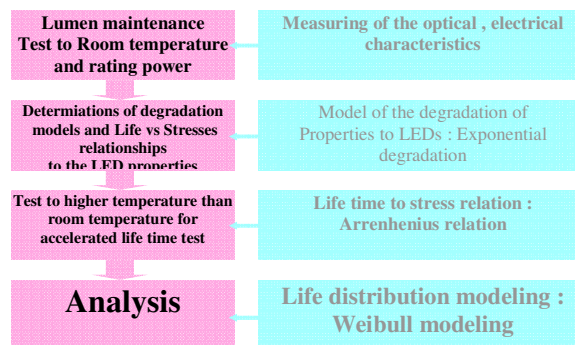 Lumen maintenance
Test to Room temperature
and rating power
Measuring of the optical , electrical
characteristics
Determiations of degradation
models and Life vs Stresses
relationships
to the LED properties
Model of the degradation of
Properties to LEDs : Exponential
degradation
Test to higher temperature than
room temperature for
accelerated life time test
Life time to stress relation :
Arrenhenius relation
Analysis
Life distribution modeling :
Weibull modeling